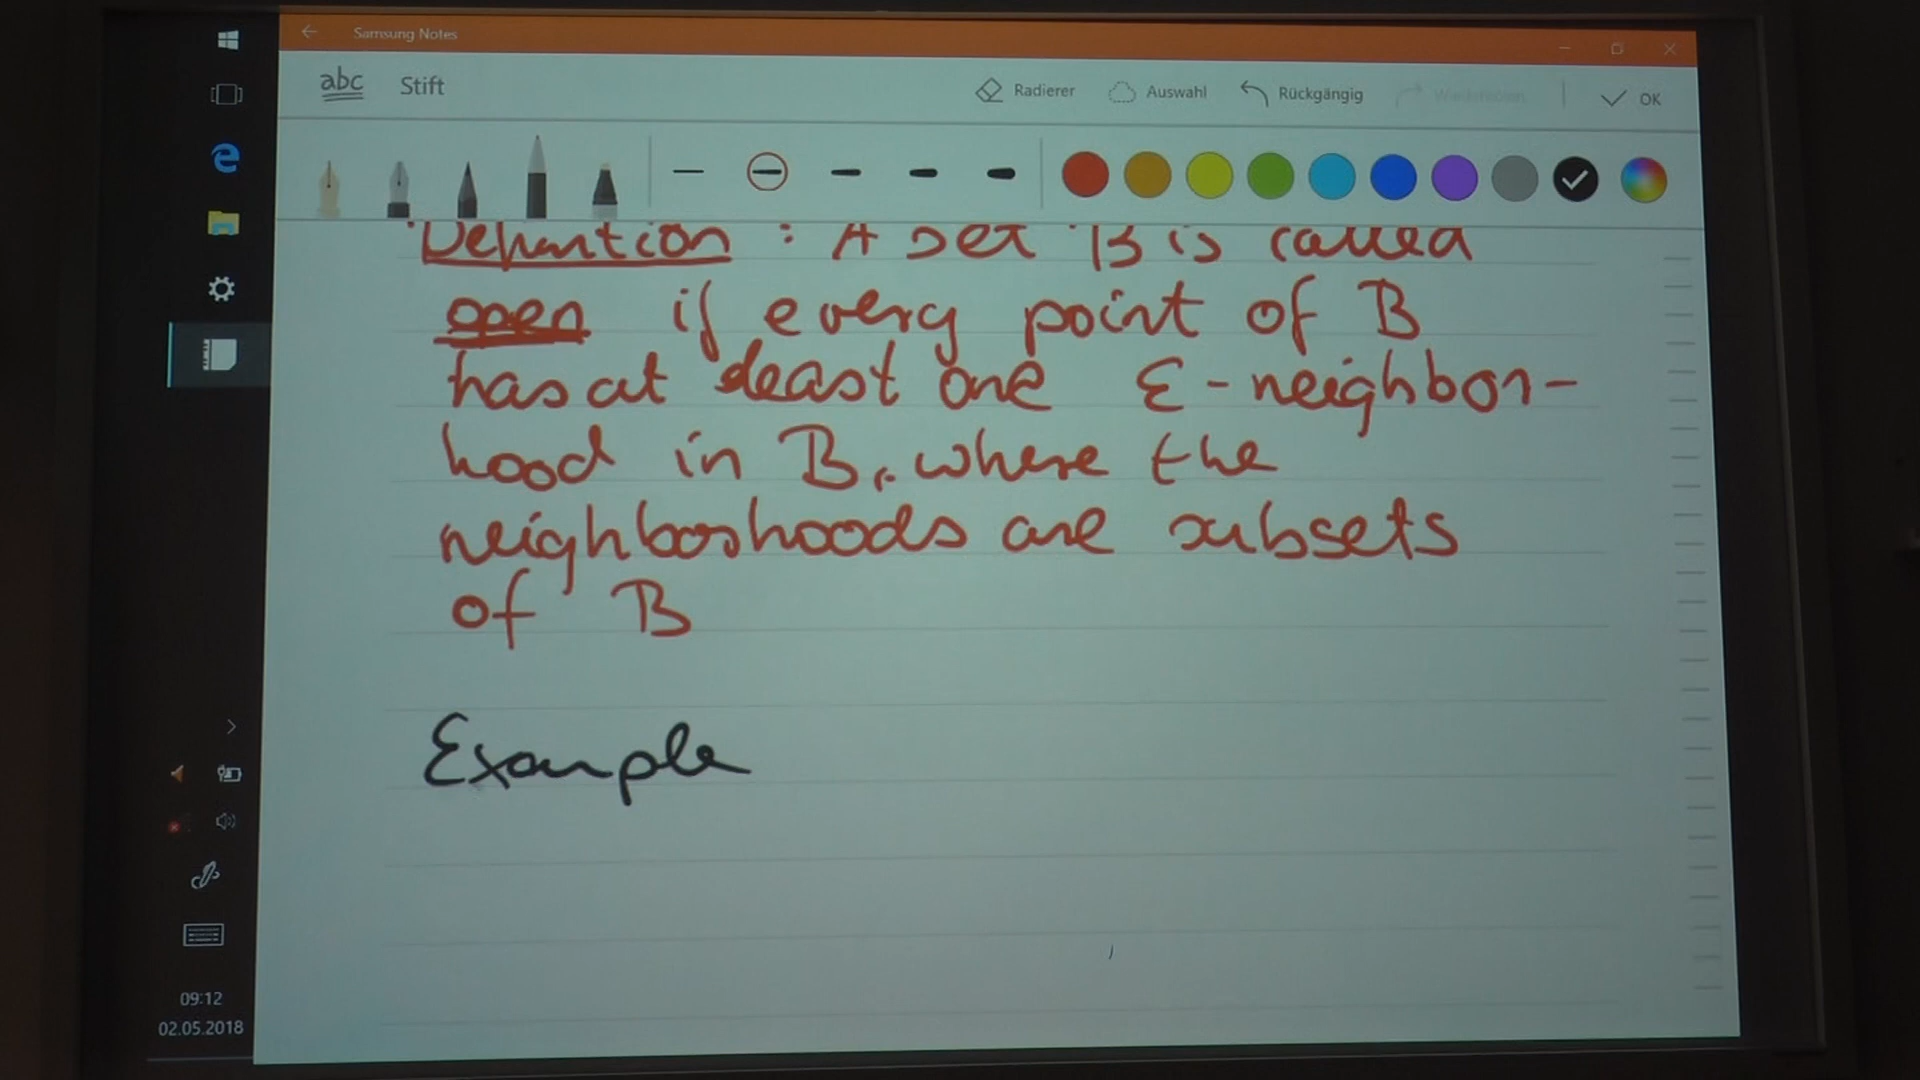 Samsung Notes
abc Stift Radierer Auswahl Rückgängig Wiederholen OK
Definition : A set B is called
open if every point of B
has at least one ε-neighbor-
hood in B, where the
neighborhoods are subsets
of B
Example
09:12
02.05.2018